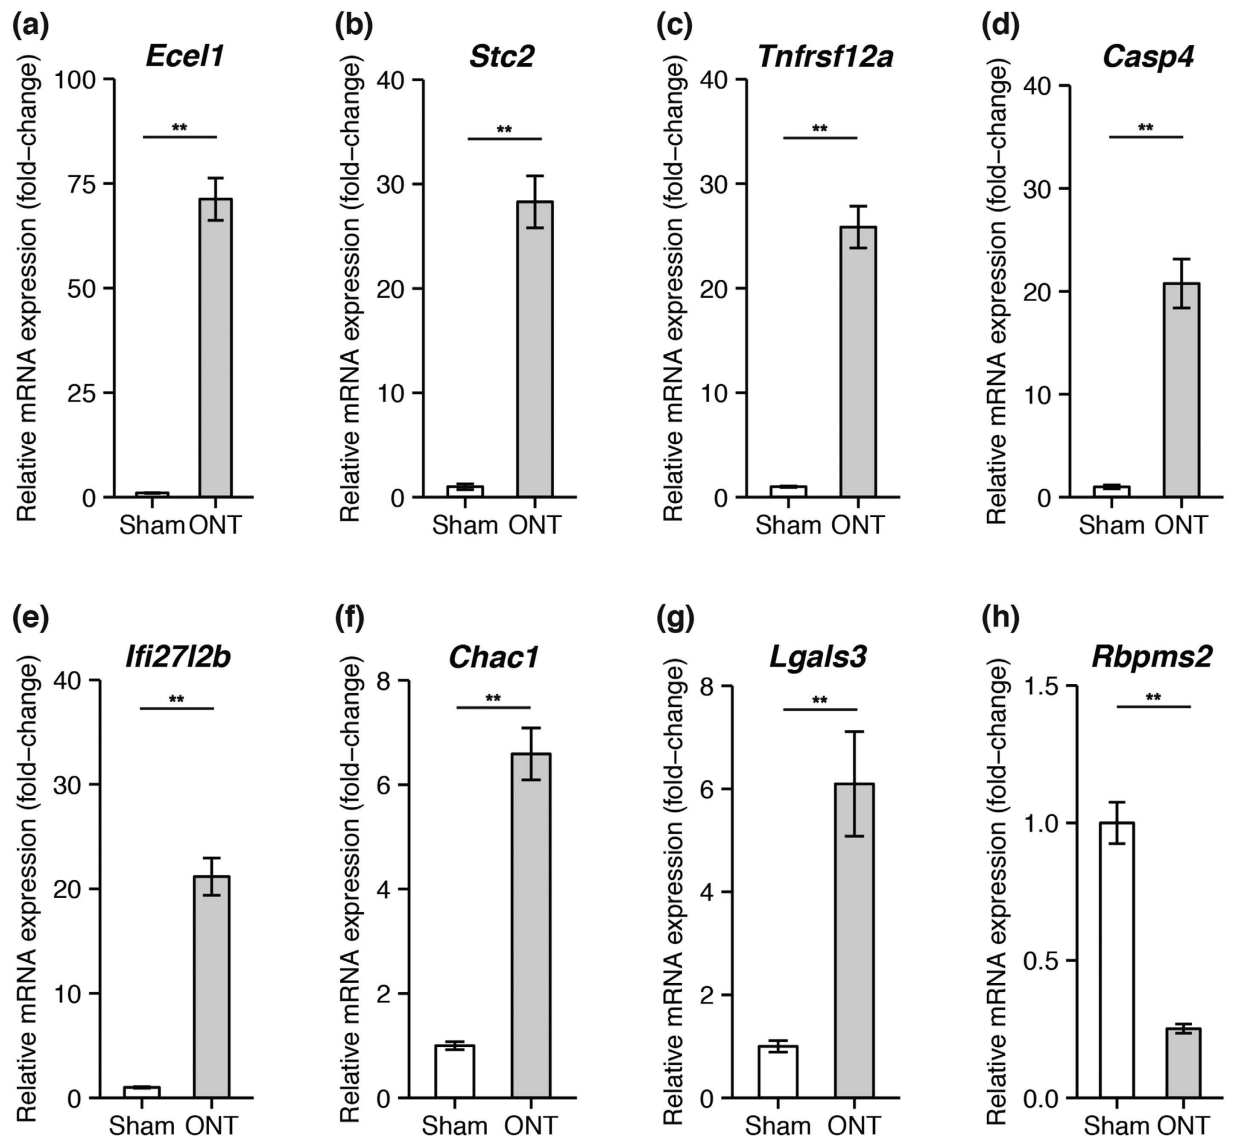 (a)
Ecel1
Relative mRNA expression (fold−change)
100
75
50
25
0
**
Sham ONT
(b)
Stc2
Relative mRNA expression (fold−change)
40
30
20
10
0
**
Sham ONT
(c)
Tnfrsf12a
Relative mRNA expression (fold−change)
40
30
20
10
0
**
Sham ONT
(d)
Casp4
Relative mRNA expression (fold−change)
40
30
20
10
0
**
Sham ONT
(e)
Ifi27l2b
Relative mRNA expression (fold−change)
40
30
20
10
0
**
Sham ONT
(f)
Chac1
Relative mRNA expression (fold−change)
8
6
4
2
0
**
Sham ONT
(g)
Lgals3
Relative mRNA expression (fold−change)
8
6
4
2
0
**
Sham ONT
(h)
Rbpms2
Relative mRNA expression (fold−change)
1.5
1.0
0.5
0.0
**
Sham ONT